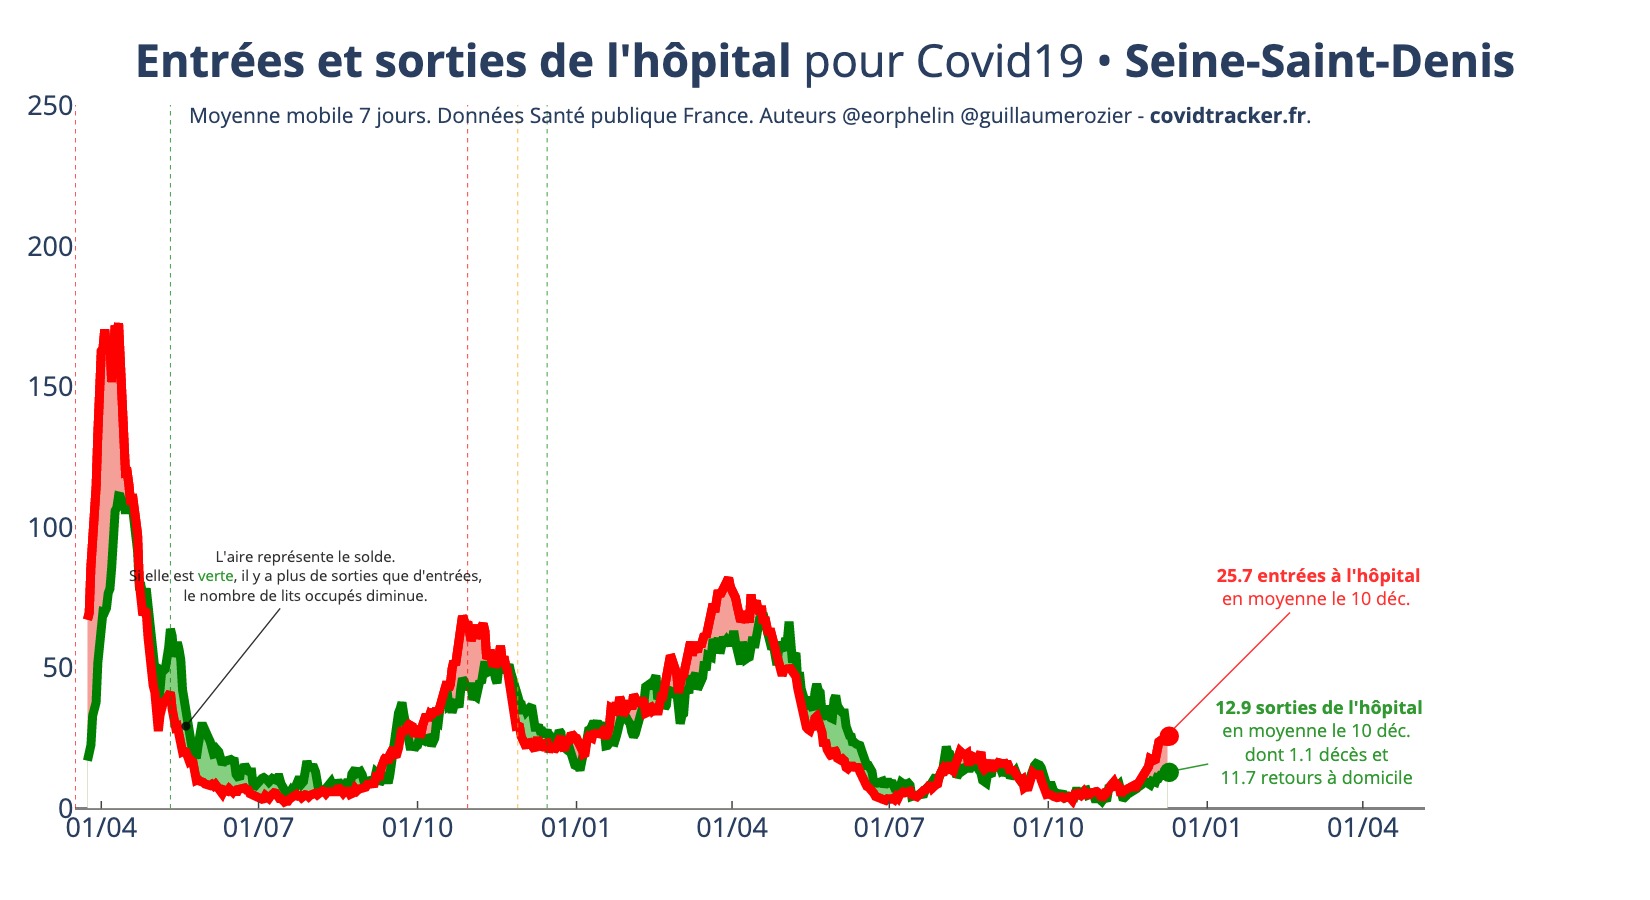 Entrées et sorties de l'hôpital pour Covid19 • Seine-Saint-Denis
Moyenne mobile 7 jours. Données Santé publique France. Auteurs @eorphelin @guillaumerozier - covidtracker.fr.
250
200
150
100
50
0
L'aire représente le solde.
Si elle est verte, il y a plus de sorties que d'entrées,
le nombre de lits occupés diminue.
25.7 entrées à l'hôpital
en moyenne le 10 déc.
12.9 sorties de l'hôpital
en moyenne le 10 déc.
dont 1.1 décès et
11.7 retours à domicile
01/04 01/07 01/10 01/01 01/04 01/07 01/10 01/01 01/04